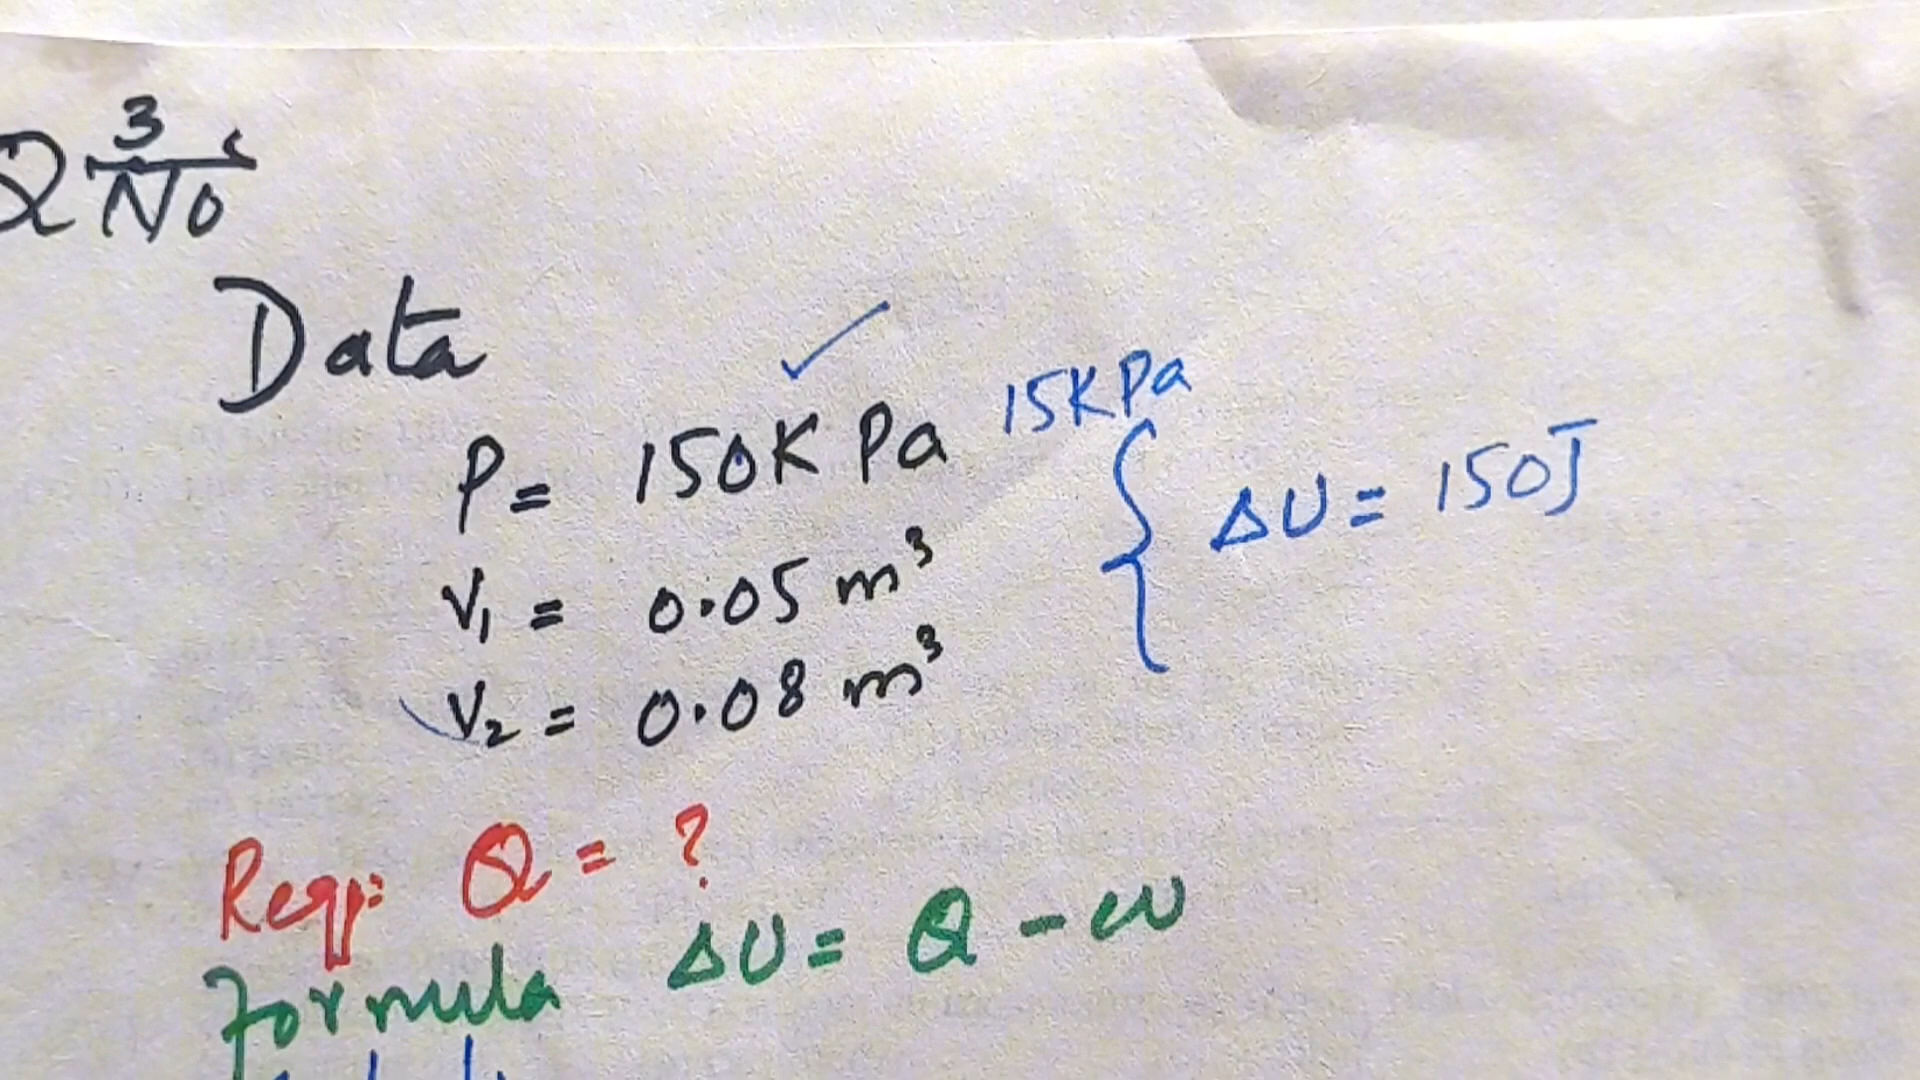 Q 3 No
Data
P = 150K Pa 15KPa
V₁ = 0.05 m³
V₂ = 0.08 m³
ΔU = 150J
Req: Q = ?
Formula ΔU = Q - W